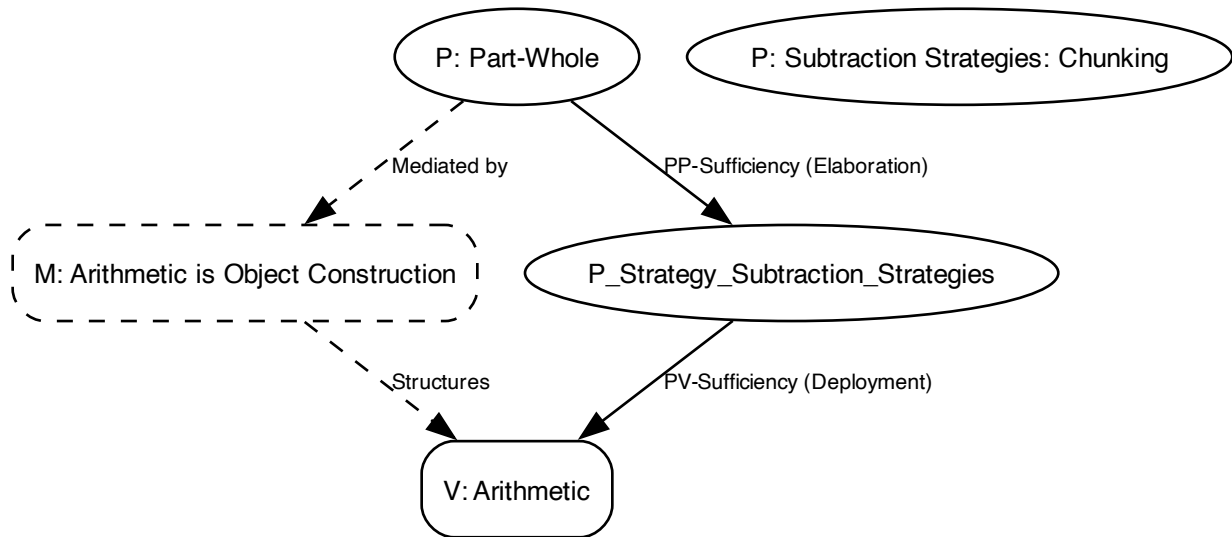 P: Part-Whole
P: Subtraction Strategies: Chunking
Mediated by
PP-Sufficiency (Elaboration)
M: Arithmetic is Object Construction
P_Strategy_Subtraction_Strategies
Structures
PV-Sufficiency (Deployment)
V: Arithmetic